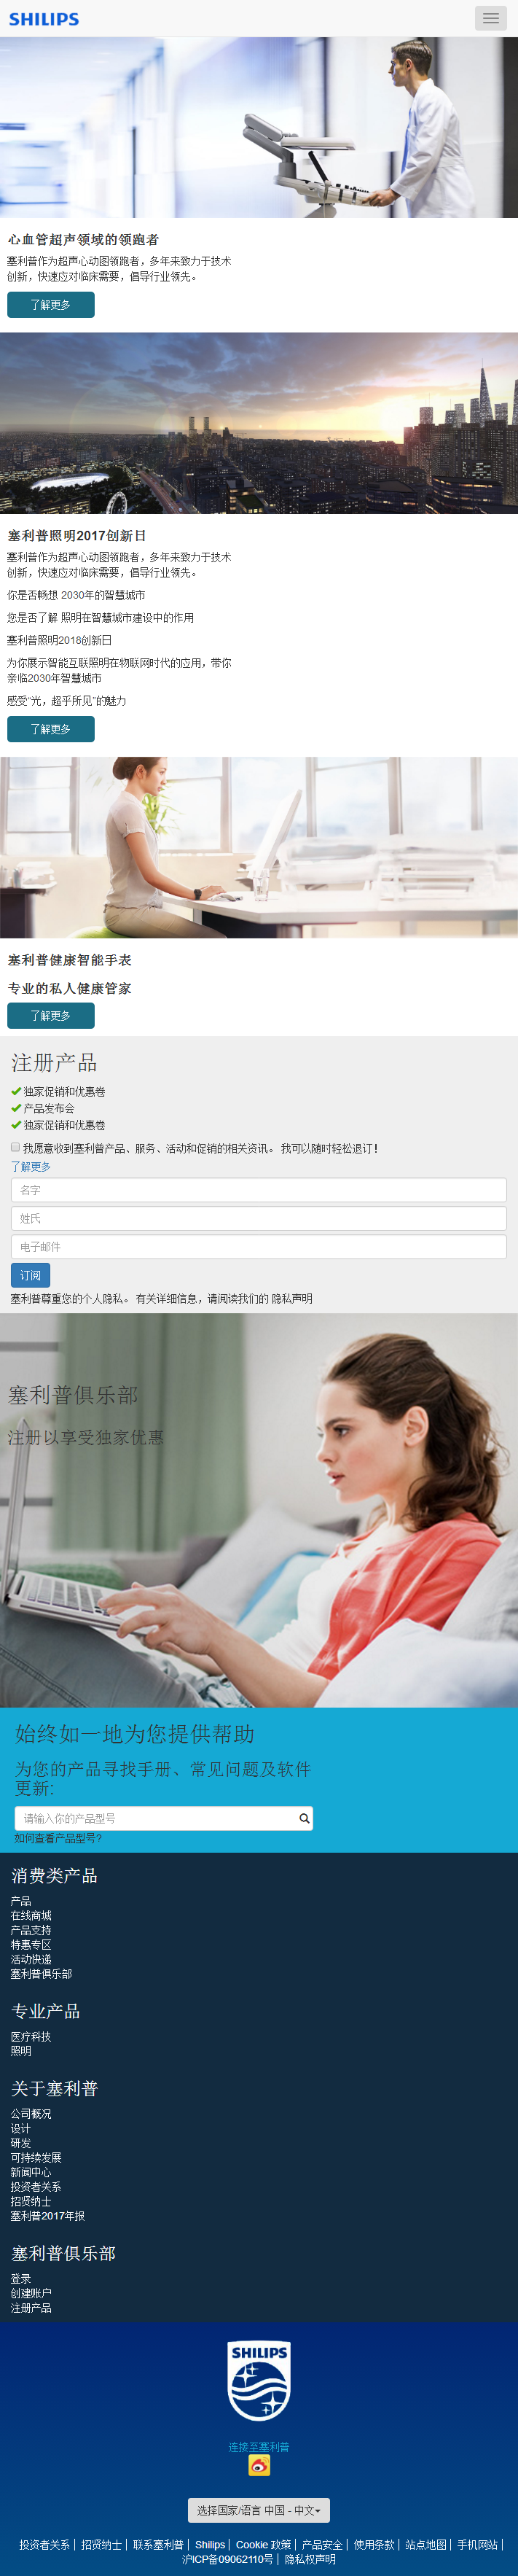 SHILIPS
心血管超声领域的领跑者
塞利普作为超声心动图领跑者，多年来致力于技术
创新，快速应对临床需要，倡导行业领先。
了解更多
塞利普照明2017创新日
塞利普作为超声心动图领跑者，多年来致力于技术
创新，快速应对临床需要，倡导行业领先。
你是否畅想 2030年的智慧城市
您是否了解 照明在智慧城市建设中的作用
塞利普照明2018创新日
为你展示智能互联照明在物联网时代的应用，带你
亲临2030年智慧城市
感受“光，超乎所见”的魅力
了解更多
塞利普健康智能手表
专业的私人健康管家
了解更多
注册产品
独家促销和优惠卷
产品发布会
独家促销和优惠卷
我愿意收到塞利普产品、服务、活动和促销的相关资讯。 我可以随时轻松退订！
了解更多
名字
姓氏
电子邮件
订阅
塞利普尊重您的个人隐私。 有关详细信息，请阅读我们的 隐私声明
塞利普俱乐部
注册以享受独家优惠
始终如一地为您提供帮助
为您的产品寻找手册、常见问题及软件
更新:
请输入你的产品型号
如何查看产品型号?
消费类产品
产品
在线商城
产品支持
特惠专区
活动快递
塞利普俱乐部
专业产品
医疗科技
照明
关于塞利普
公司概况
设计
研发
可持续发展
新闻中心
投资者关系
招贤纳士
塞利普2017年报
塞利普俱乐部
登录
创建账户
注册产品
SHILIPS
连接至塞利普
选择国家/语言 中国 - 中文
投资者关系 | 招贤纳士 | 联系塞利普 | Shilips | Cookie 政策 | 产品安全 | 使用条款 | 站点地图 | 手机网站 |
沪ICP备09062110号 | 隐私权声明